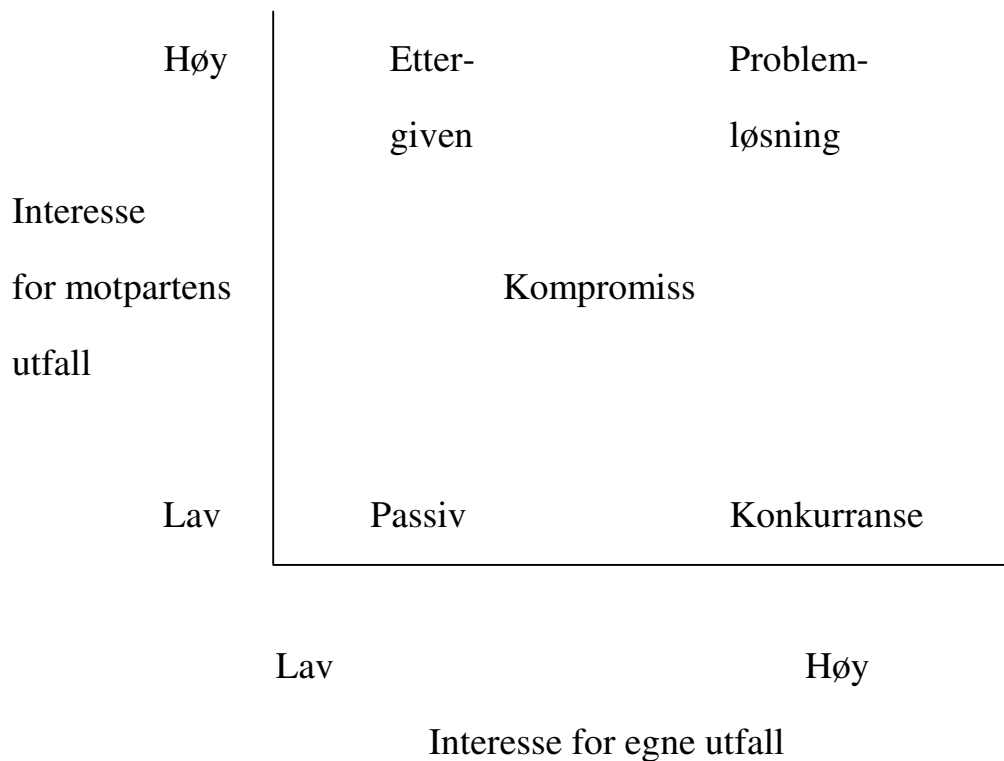 Høy Etter- Problem-
given løsning
Interesse
for motpartens Kompromiss
utfall
Lav Passiv Konkurranse
Lav Høy
Interesse for egne utfall